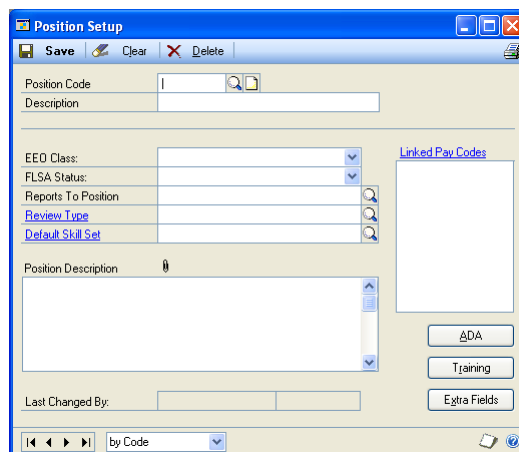 Position Setup
Save Clear Delete
Position Code
Description
EEO Class:
FLSA Status:
Reports To Position
Review Type
Default Skill Set
Linked Pay Codes
Position Description
ADA
Training
Extra Fields
Last Changed By:
by Code